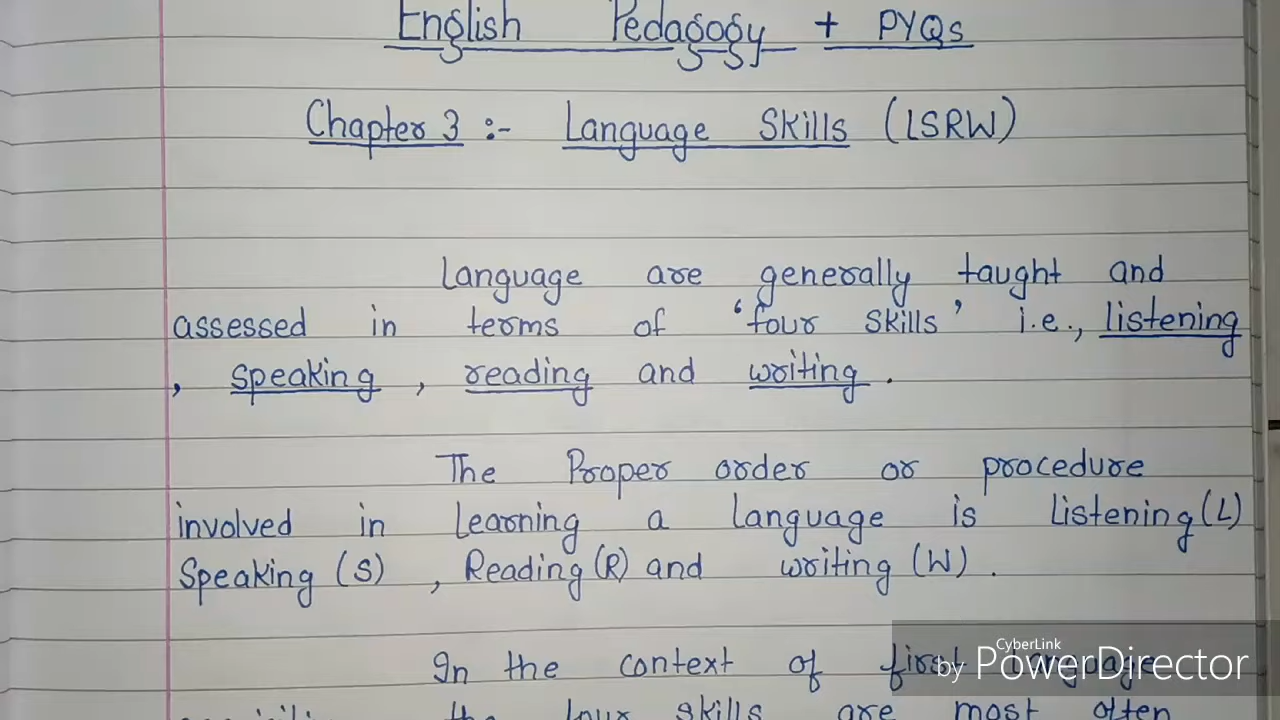 English Pedagogy + PYQs
Chapter 3 :- Language Skills (LSRW)
Language are generally taught and
assessed in terms of 'four skills' i.e., listening
, speaking, reading and writing.
The Proper order or procedure
involved in Learning a language is Listening (L)
Speaking (S), Reading (R) and writing (W).
In the context of first Language
the four skills are most often
CyberLink
by PowerDirector